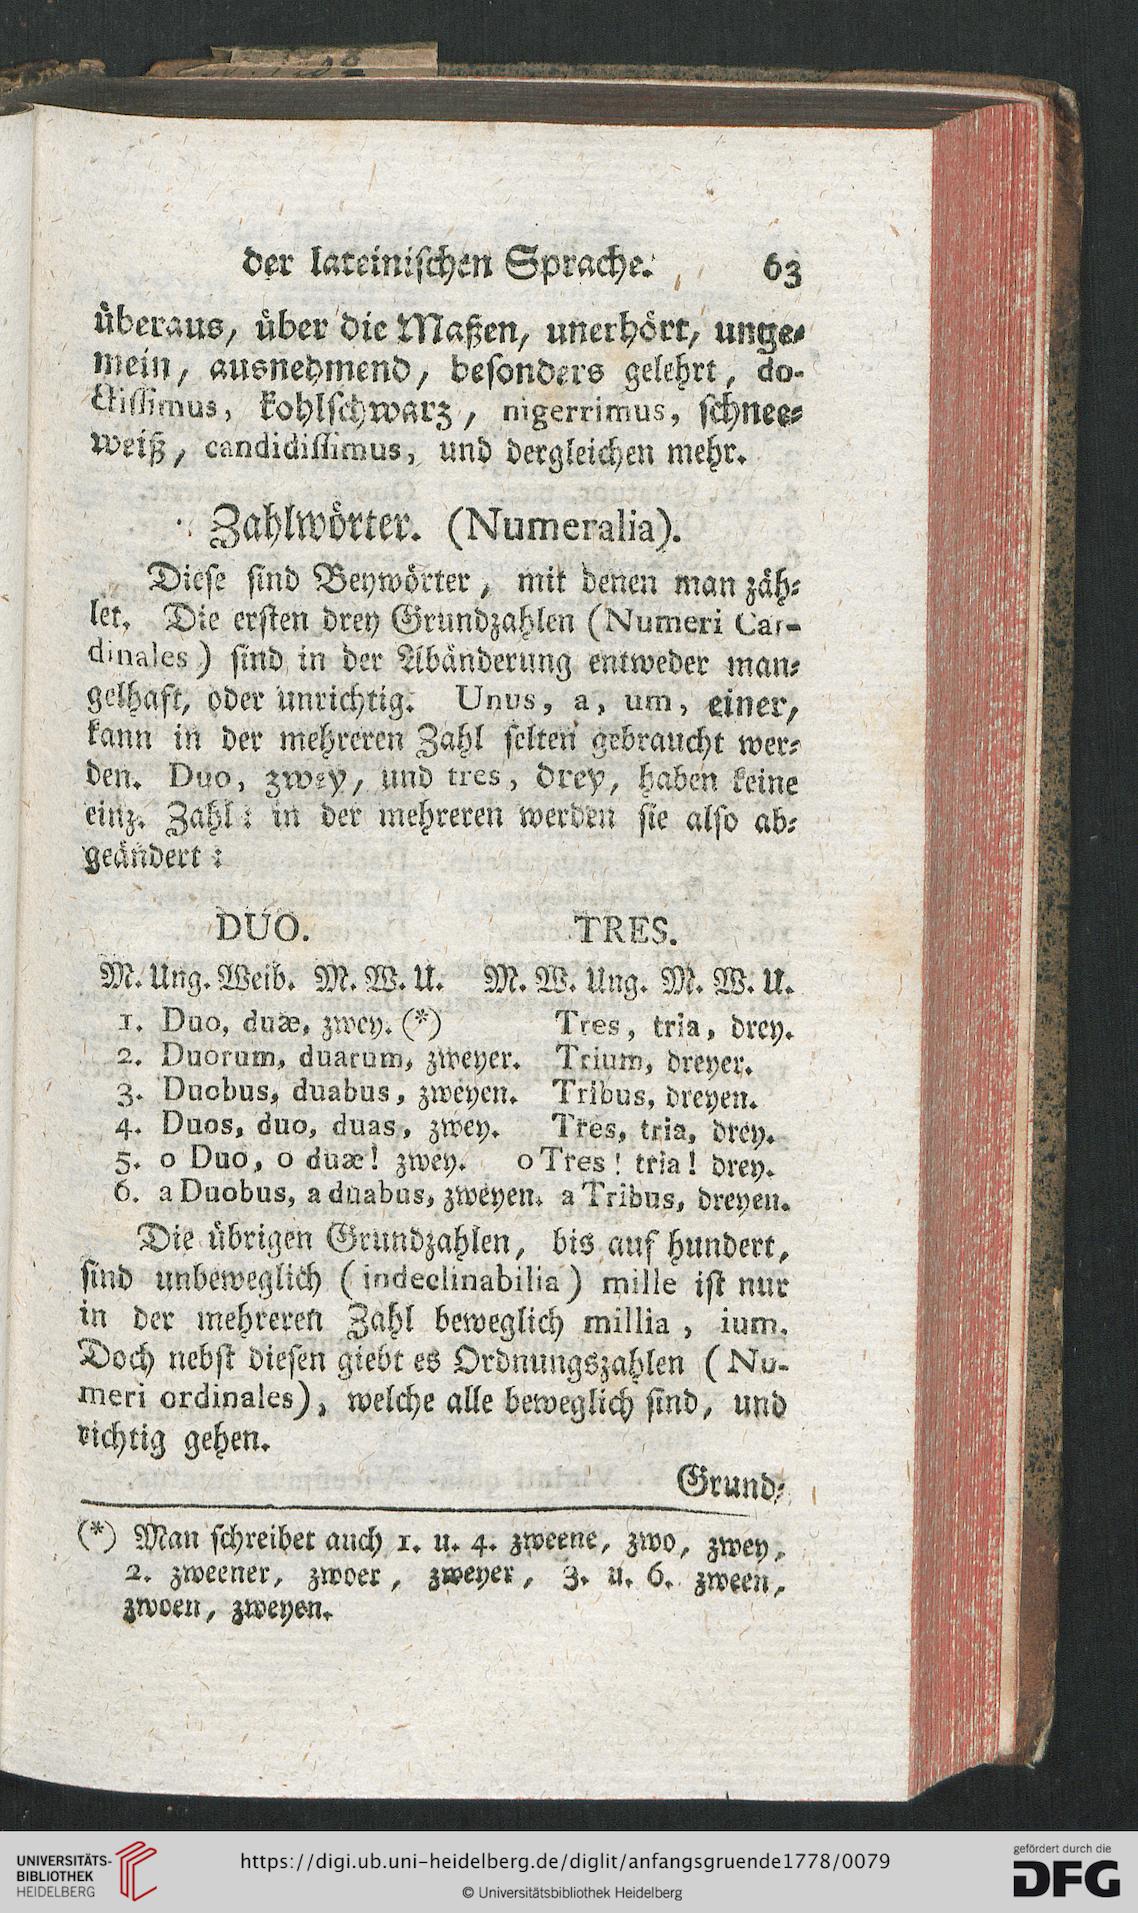 der lateinischen Sprache. 63
überaus, über die Maßen, unerhört, unge-
mein, ausnehmend, besonders gelehrt, do-
ctissimus, kohlschwarz, nigerrimus, schnee-
weiß, candidissimus, und dergleichen mehr.
Zahlwörter. (Numeralia).
Diese sind Beywörter, mit denen man zäh-
let. Die ersten drey Grundzahlen (Numeri Car-
dinales) sind in der Abänderung entweder man-
gelhaft, oder unrichtig. Unus, a, um, einer,
kann in der mehreren Zahl selten gebraucht wer-
den. Duo, zwey, und tres, drey, haben keine
einz. Zahl: in der mehreren werden sie also ab-
geändert:
DUO. TRES.
M. Ung. Weib. M. W. U. M. W. Ung. M. W. U.
1. Duo, duæ, zwey. (*) Tres, tria, drey.
2. Duorum, duarum, zweyer. Trium, dreyer.
3. Duobus, duabus, zweyen. Tribus, dreyen.
4. Duos, duo, duas, zwey. Tres, tria, drey.
5. o Duo, o duæ! zwey. o Tres! tria! drey.
6. a Duobus, a duabus, zweyen. a Tribus, dreyen.
Die übrigen Grundzahlen, bis auf hundert,
sind unbeweglich (indeclinabilia) mille ist nur
in der mehreren Zahl beweglich millia, ium.
Doch nebst diesen giebt es Ordnungszahlen (Nu-
meri ordinales), welche alle beweglich sind, und
richtig gehen.
Grund-
(*) Man schreibet auch 1. u. 4. zweene, zwo, zwey,
2. zweener, zwoer, zweyer, 3. u. 6. zween,
zwoen, zweyen.
UNIVERSITÄTS-
BIBLIOTHEK
HEIDELBERG
https://digi.ub.uni-heidelberg.de/diglit/anfangsgruende1778/0079
© Universitätsbibliothek Heidelberg
gefördert durch die
DFG